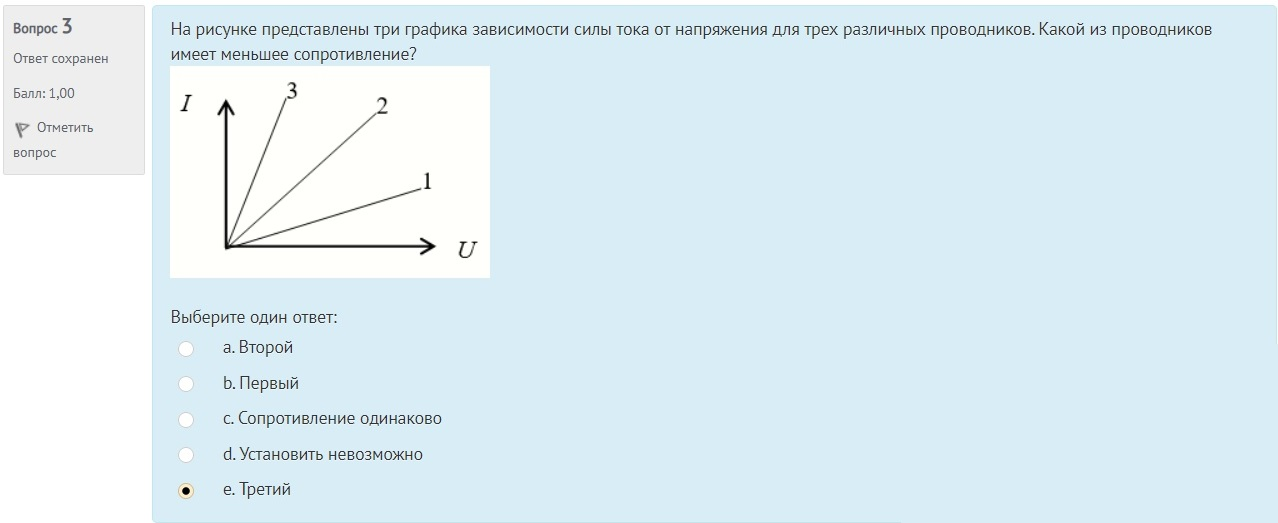 Вопрос 3
Ответ сохранен
Балл: 1,00
Отметить
вопрос
На рисунке представлены три графика зависимости силы тока от напряжения для трех различных проводников. Какой из проводников
имеет меньшее сопротивление?
I
3
2
1
U
Выберите один ответ:
a. Второй
b. Первый
c. Сопротивление одинаково
d. Установить невозможно
e. Третий